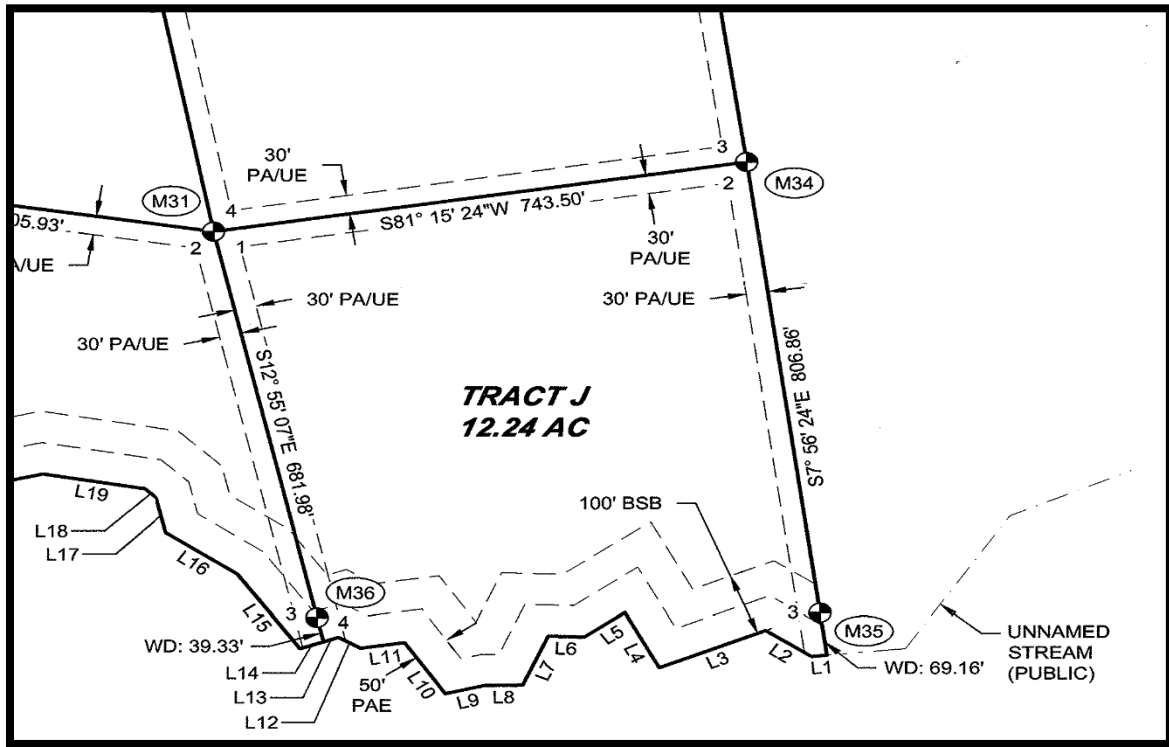 3
30'
PA/UE
M34
M31
4
2
S81° 15' 24"W 743.50'
05.93'
2
1
30'
PA/UE
A/UE
30' PA/UE
30' PA/UE
30' PA/UE
S12° 55' 07"E 681.98'
TRACT J
12.24 AC
S7° 56' 24"E 806.86'
L19
100' BSB
L18
L17
L16
M36
3
4
3
L15
M35
UNNAMED
STREAM
(PUBLIC)
WD: 39.33'
L14
L13
L12
L11
50'
PAE
L10
L9
L8
L7
L6
L5
L4
L3
L2
L1
WD: 69.16'